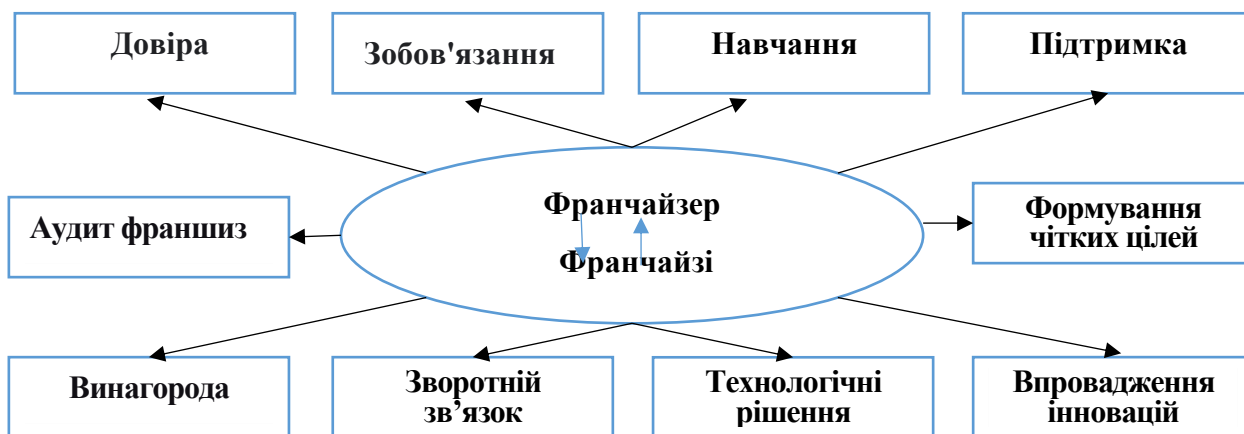 Довіра
Зобов'язання
Навчання
Підтримка
Франчайзер
Франчайзі
Аудит франшиз
Формування
чітких цілей
Винагорода
Зворотній
зв’язок
Технологічні
рішення
Впровадження
інновацій